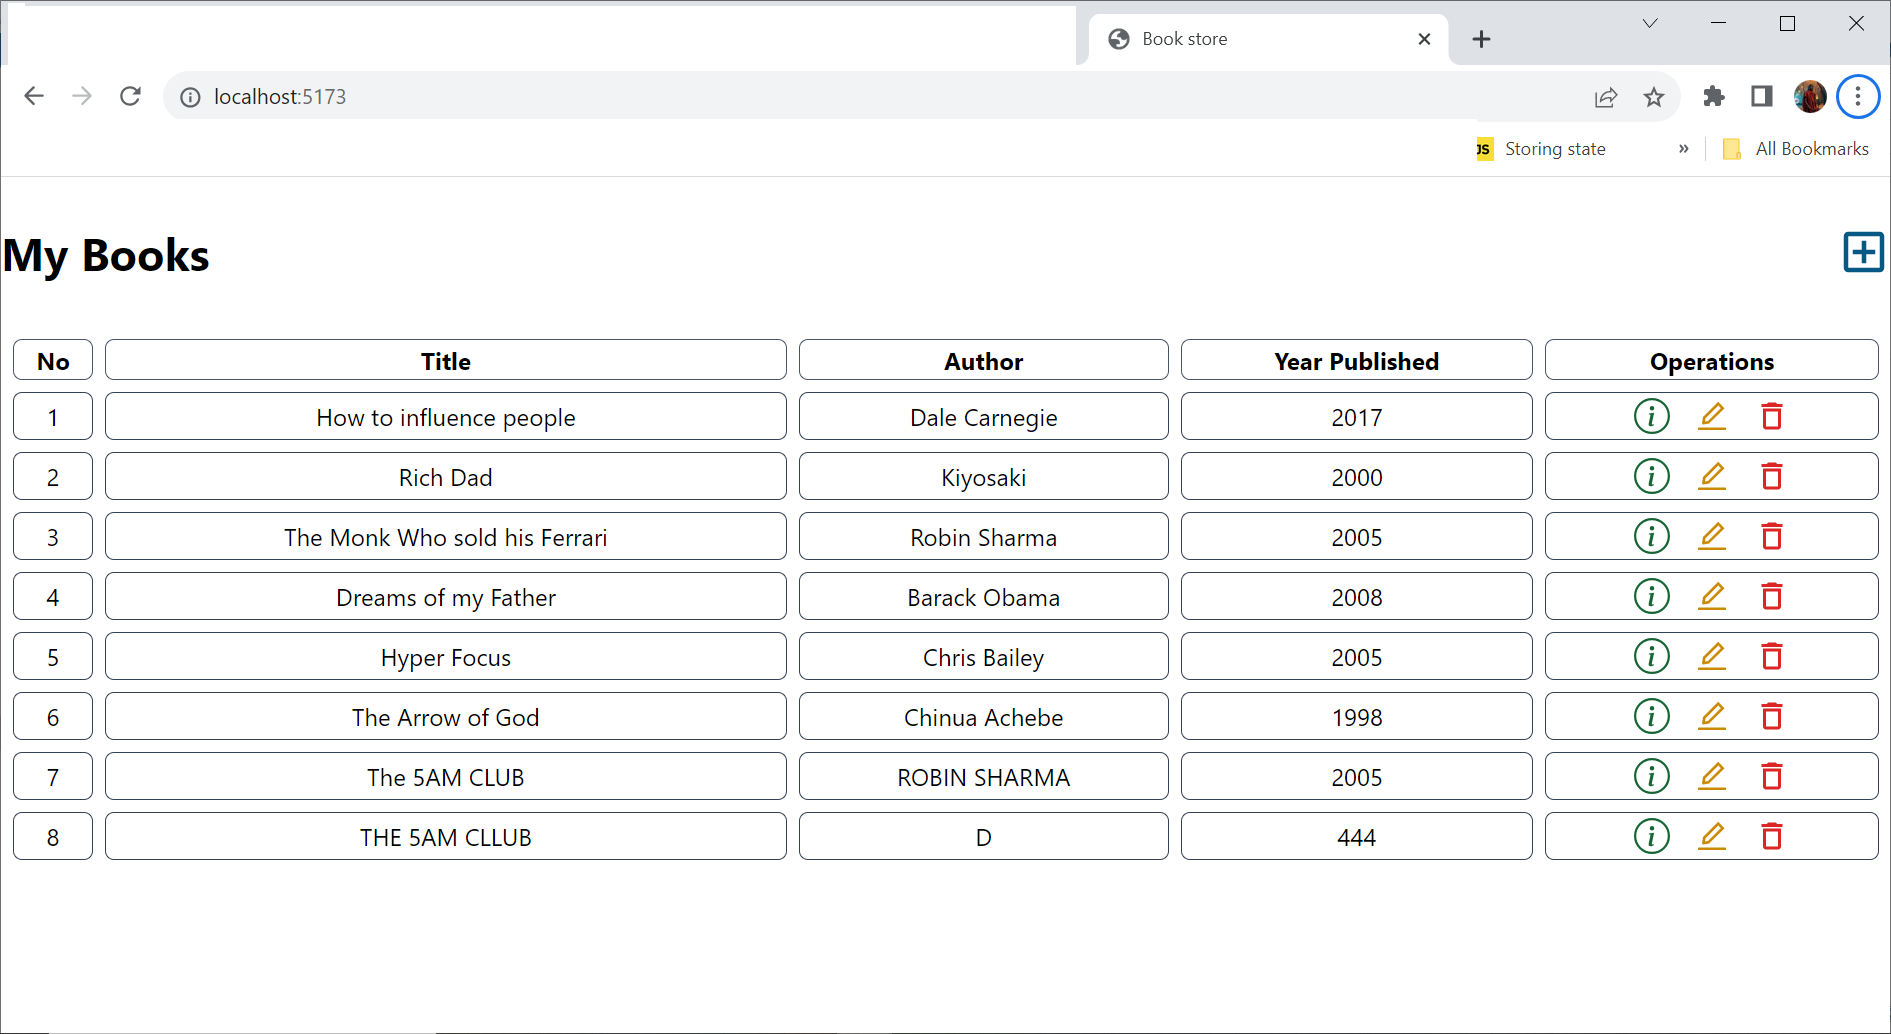 Book store
localhost:5173
JS Storing state » All Bookmarks
My Books
No Title Author Year Published Operations
1 How to influence people Dale Carnegie 2017
2 Rich Dad Kiyosaki 2000
3 The Monk Who sold his Ferrari Robin Sharma 2005
4 Dreams of my Father Barack Obama 2008
5 Hyper Focus Chris Bailey 2005
6 The Arrow of God Chinua Achebe 1998
7 The 5AM CLUB ROBIN SHARMA 2005
8 THE 5AM CLLUB D 444